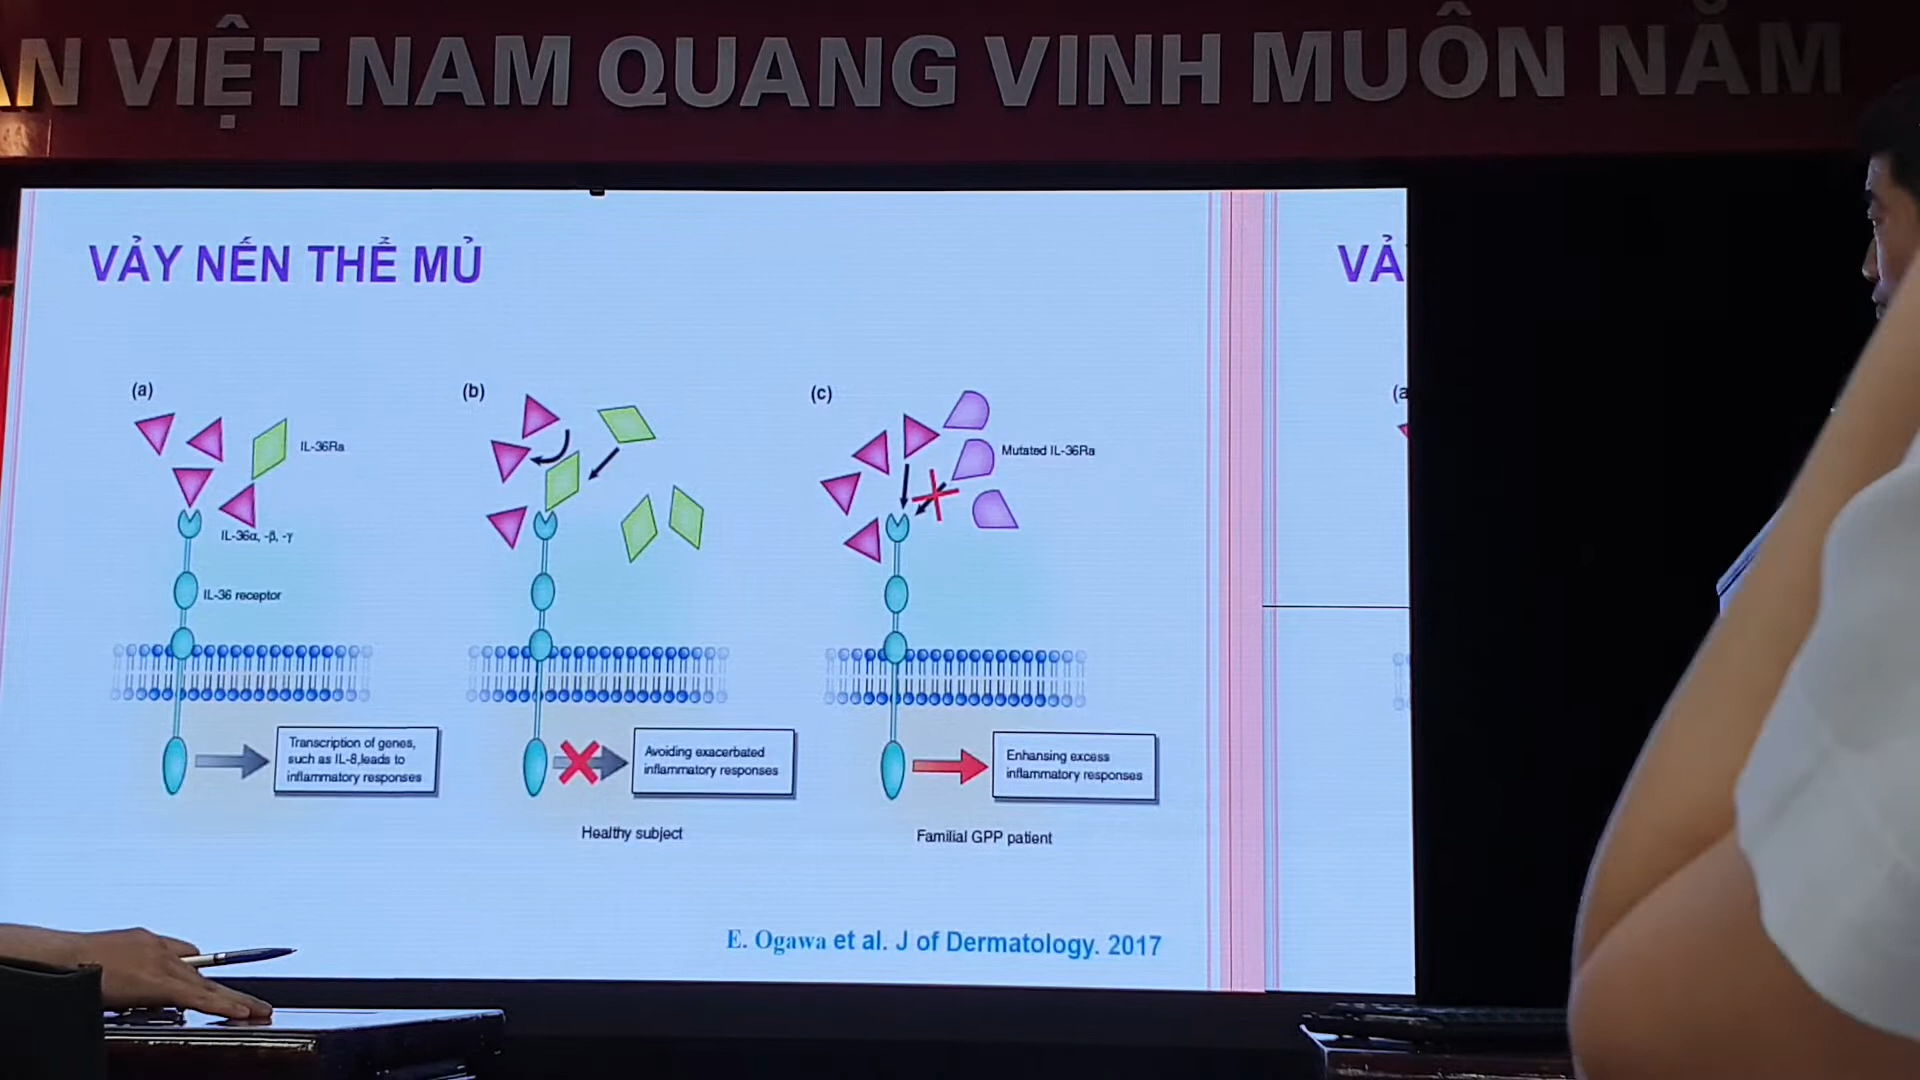 N VIỆT NAM QUANG VINH MUÔN NĂM
VẢY NẾN THỂ MỦ
VẢ
(a)
IL-36Ra
IL-36α, -β, -γ
IL-36 receptor
Transcription of genes,
such as IL-8,leads to
inflammatory responses
(b)
Avoiding exacerbated
inflammatory responses
Healthy subject
(c)
Mutated IL-36Ra
Enhansing excess
inflammatory responses
Familial GPP patient
(a
E. Ogawa et al. J of Dermatology. 2017